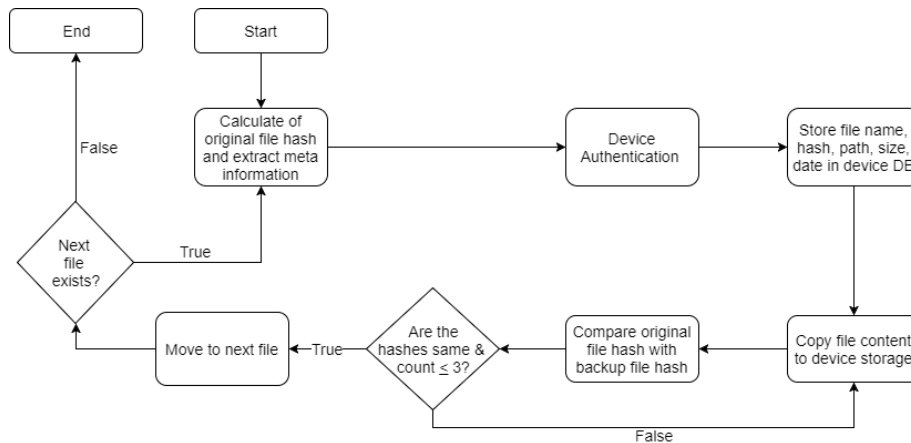 End
Start
Calculate of
original file hash
and extract meta
information
Device
Authentication
Store file name,
hash, path, size,
date in device DB
False
True
Next
file
exists?
Move to next file
True
Are the
hashes same &
count ≤ 3?
Compare original
file hash with
backup file hash
Copy file content
to device storage
False